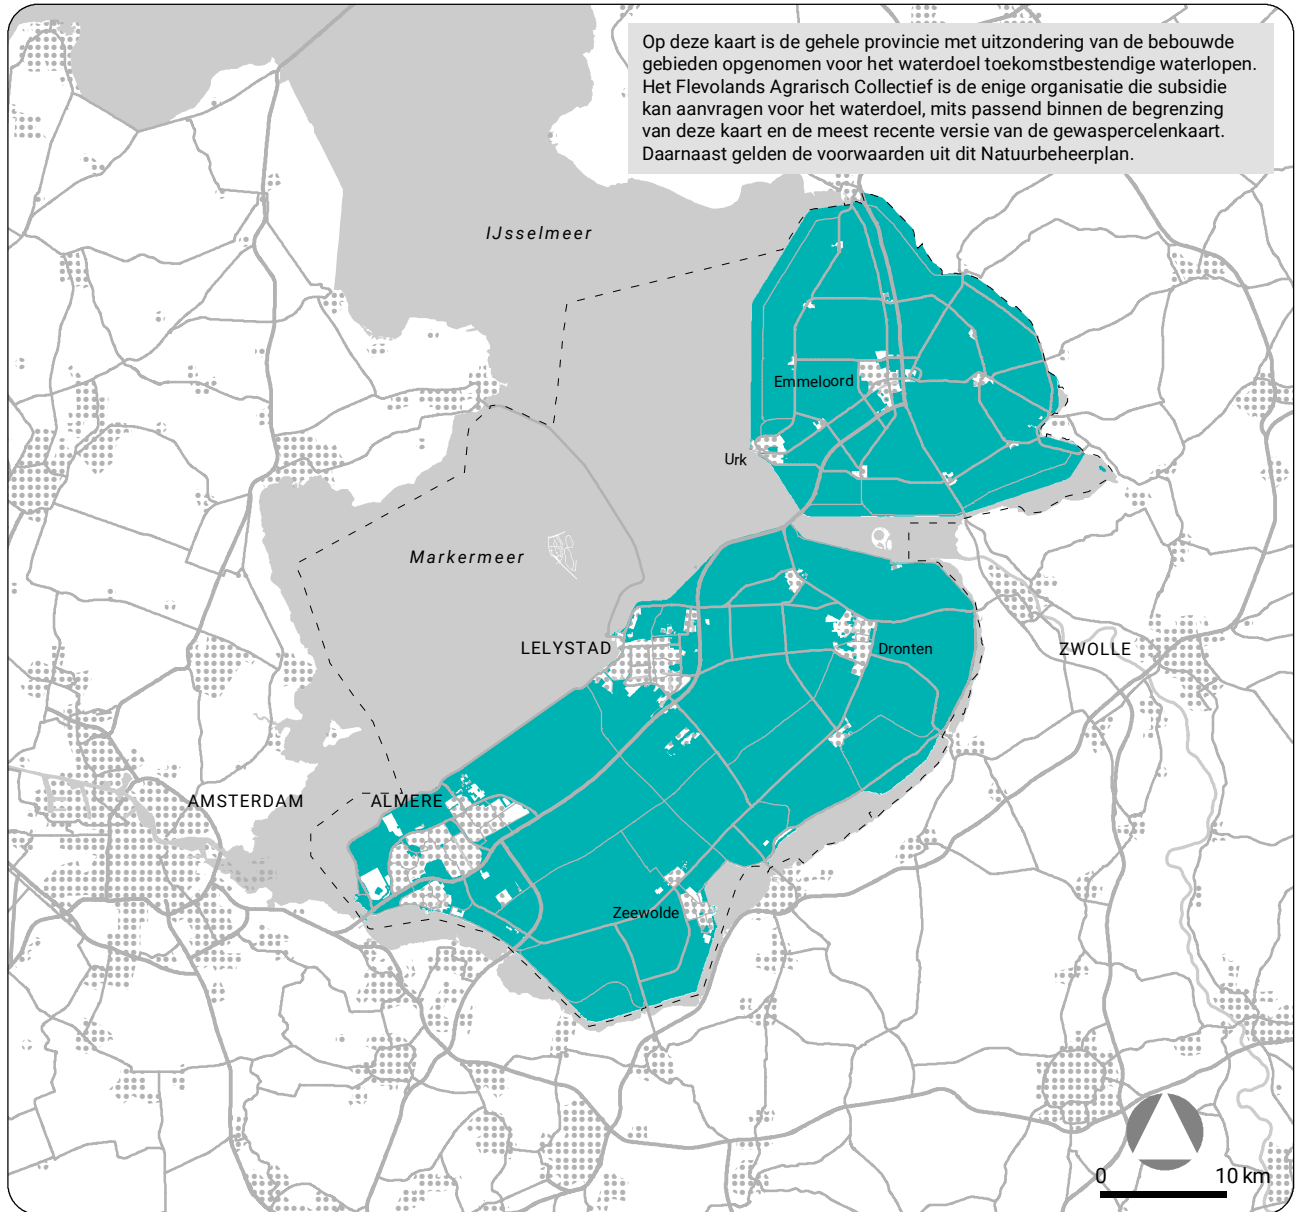 Op deze kaart is de gehele provincie met uitzondering van de bebouwde
gebieden opgenomen voor het waterdoel toekomstbestendige waterlopen.
Het Flevolands Agrarisch Collectief is de enige organisatie die subsidie
kan aanvragen voor het waterdoel, mits passend binnen de begrenzing
van deze kaart en de meest recente versie van de gewaspercelenkaart.
Daarnaast gelden de voorwaarden uit dit Natuurbeheerplan.
IJsselmeer
Emmeloord
Urk
Markermeer
LELYSTAD
Dronten
ZWOLLE
AMSTERDAM
ALMERE
Zeewolde
0 10 km